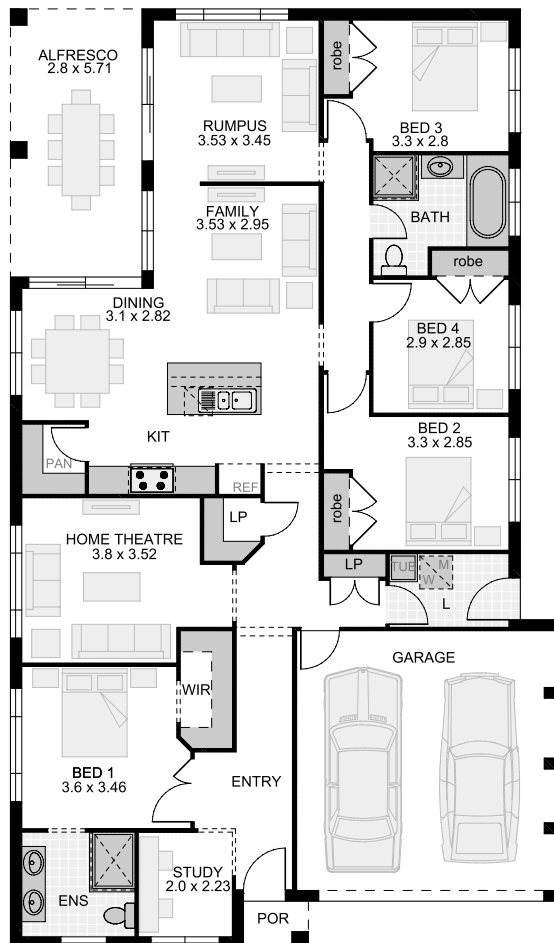 ALFRESCO
2.8 x 5.71
robe
RUMPUS
3.53 x 3.45
BED 3
3.3 x 2.8
FAMILY
3.53 x 2.95
BATH
robe
DINING
3.1 x 2.82
BED 4
2.9 x 2.85
KIT
BED 2
3.3 x 2.85
PAN
REF
robe
LP
HOME THEATRE
3.8 x 3.52
LP
TUB
W
M
L
GARAGE
WIR
BED 1
3.6 x 3.46
ENTRY
STUDY
2.0 x 2.23
ENS
POR